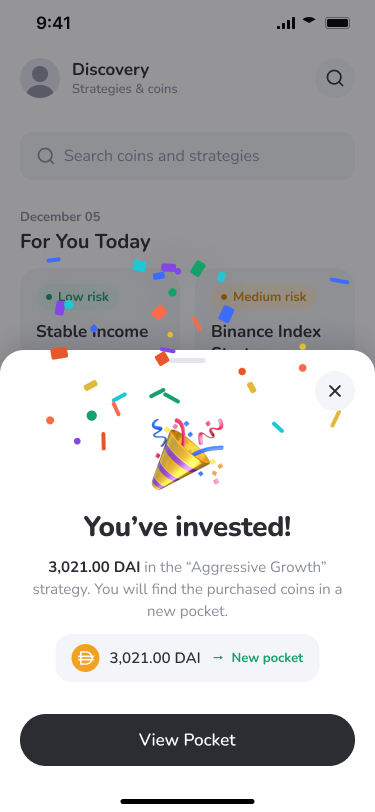 9:41
Discovery
Strategies & coins
Search coins and strategies
December 05
For You Today
Low risk
Medium risk
Stable Income
Binance Index
You’ve invested!
3,021.00 DAI in the “Aggressive Growth”
strategy. You will find the purchased coins in a
new pocket.
3,021.00 DAI → New pocket
View Pocket